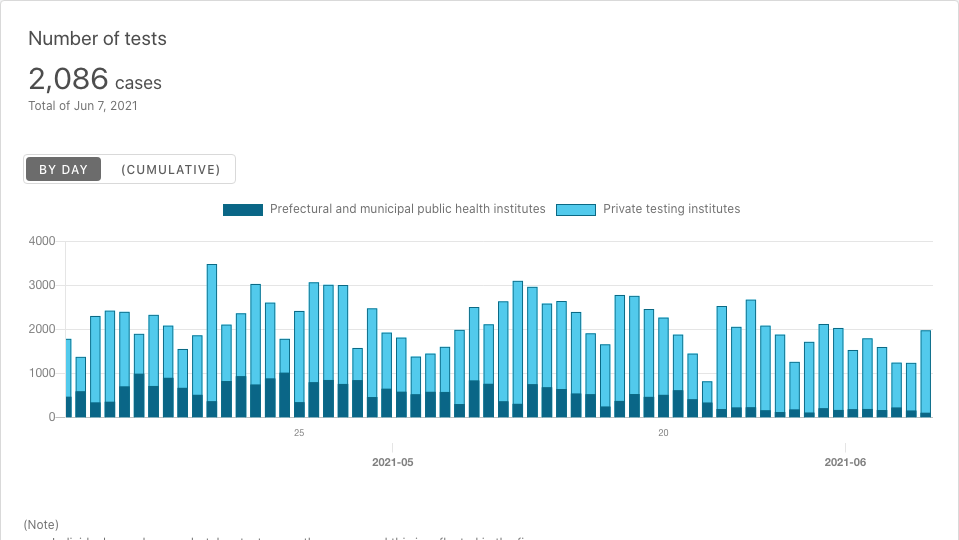 Number of tests
2,086 cases
Total of Jun 7, 2021
BY DAY (CUMULATIVE)
Prefectural and municipal public health institutes Private testing institutes
4000
3000
2000
1000
0
25 20
2021-05 2021-06
(Note)